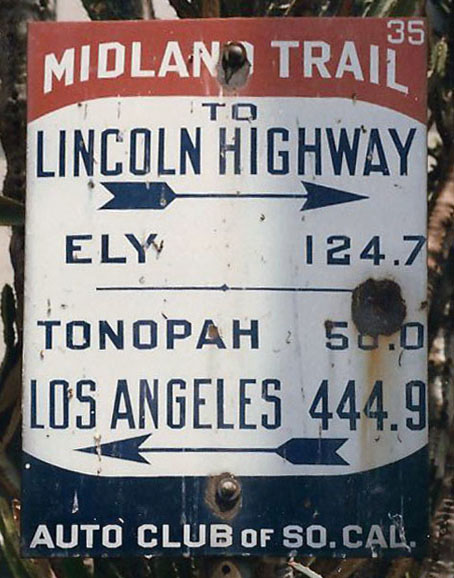 35
MIDLAND TRAIL
TO
LINCOLN HIGHWAY
ELY 124.7
TONOPAH
LOS ANGELES 444.9
AUTO CLUB OF SO. CAL.